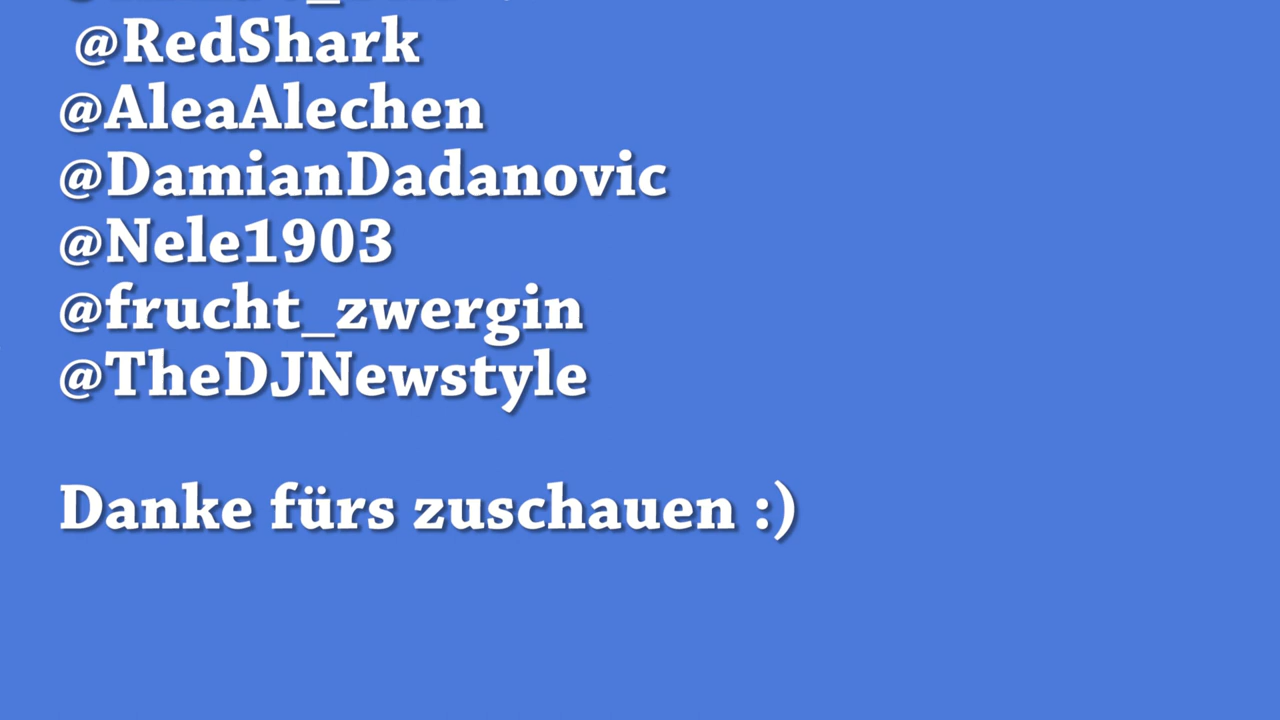 @RedShark
@AleaAlechen
@DamianDadanovic
@Nele1903
@frucht_zwergin
@TheDJNewstyle
Danke fürs zuschauen :)